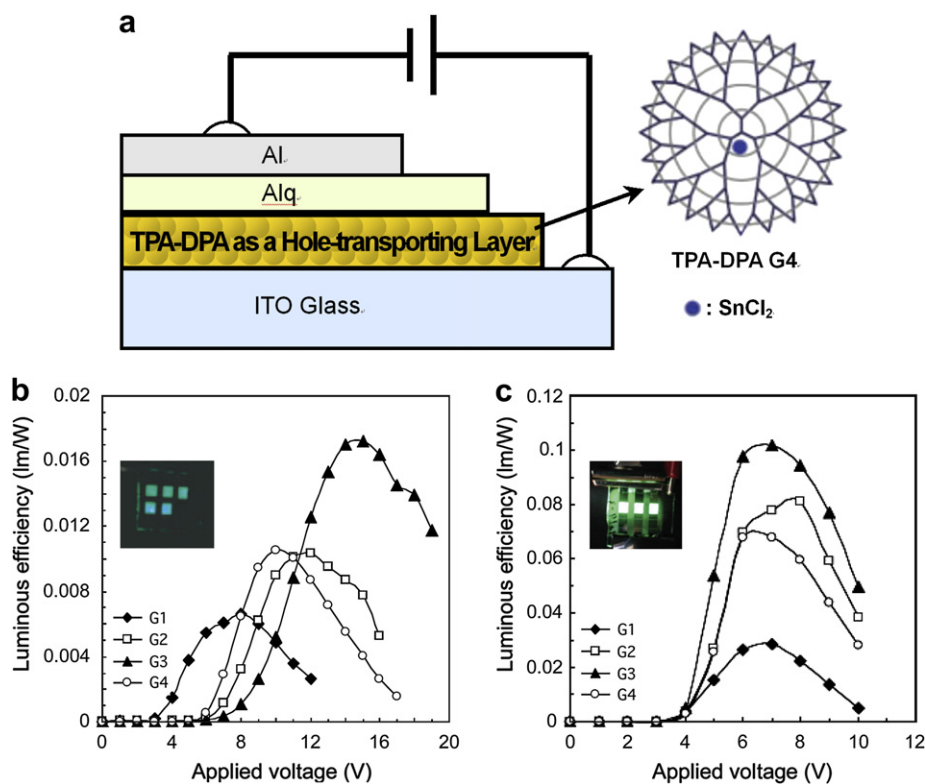 a
Al
Alq
TPA-DPA as a Hole-transporting Layer
ITO Glass
TPA-DPA G4
: SnCl₂
b
Luminous efficiency (lm/W)
0.02
0.016
0.012
0.008
0.004
0
G1
G2
G3
G4
0 4 8 12 16 20
Applied voltage (V)
c
Luminous efficiency (lm/W)
0.12
0.1
0.08
0.06
0.04
0.02
0
G1
G2
G3
G4
0 2 4 6 8 10 12
Applied voltage (V)